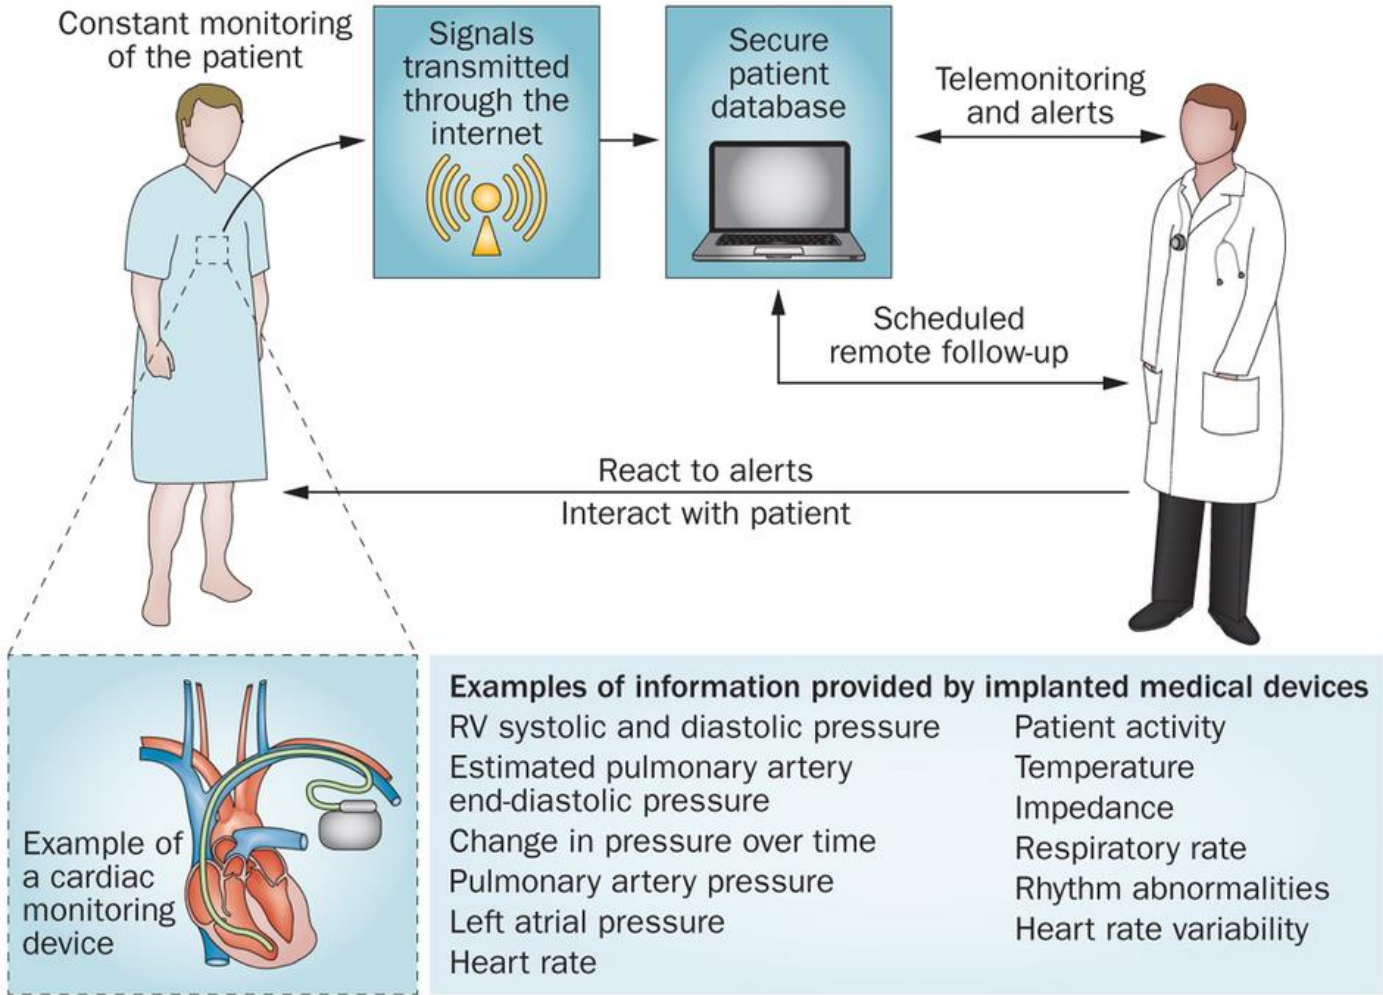 Constant monitoring
of the patient
Signals
transmitted
through the
internet
Secure
patient
database
Telemonitoring
and alerts
Scheduled
remote follow-up
React to alerts
Interact with patient
Example of
a cardiac
monitoring
device
Examples of information provided by implanted medical devices
RV systolic and diastolic pressure
Estimated pulmonary artery
end-diastolic pressure
Change in pressure over time
Pulmonary artery pressure
Left atrial pressure
Heart rate
Patient activity
Temperature
Impedance
Respiratory rate
Rhythm abnormalities
Heart rate variability